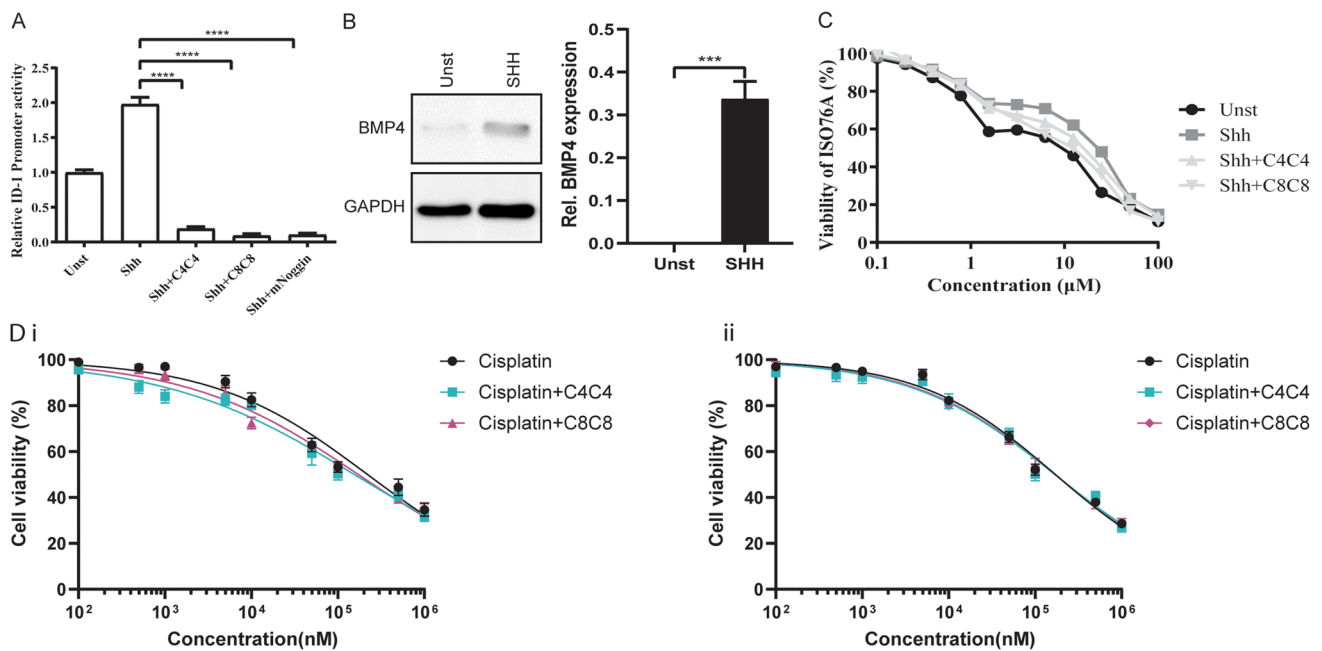 A
Relative ID-1 Promoter activity
2.5
2.0
1.5
1.0
0.5
0.0
****
****
****
Unst
Shh
Shh+C4C4
Shh+C8C8
Shh+mNoggin
B
Unst
SHH
BMP4
GAPDH
Rel. BMP4 expression
0.5
0.4
0.3
0.2
0.1
0.0
***
Unst
SHH
C
Viability of ISO76A (%)
100
80
60
40
20
0
0.1
1
10
100
Concentration (µM)
Unst
Shh
Shh+C4C4
Shh+C8C8
D i
Cell viability (%)
100
80
60
40
20
0
10²
10³
10⁴
10⁵
10⁶
Concentration(nM)
Cisplatin
Cisplatin+C4C4
Cisplatin+C8C8
ii
Cell viability (%)
100
80
60
40
20
0
10²
10³
10⁴
10⁵
10⁶
Concentration(nM)
Cisplatin
Cisplatin+C4C4
Cisplatin+C8C8